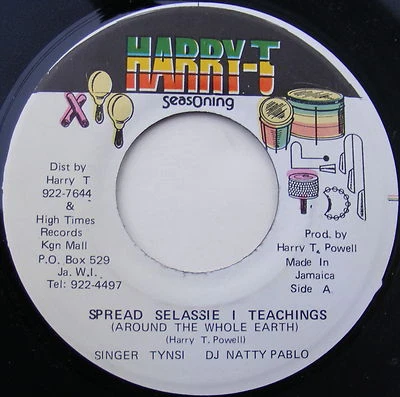 HARRY-T
SeasOning
Dist by
Harry T
922-7644
&
High Times
Records
Kgn Mall
P.O. Box 529
Ja. W.I.
Tel: 922-4497
Prod. by
Harry T. Powell
Made In
Jamaica
Side A
SPREAD SELASSIE I TEACHINGS
(AROUND THE WHOLE EARTH)
(Harry T. Powell)
SINGER TYNSI DJ NATTY PABLO